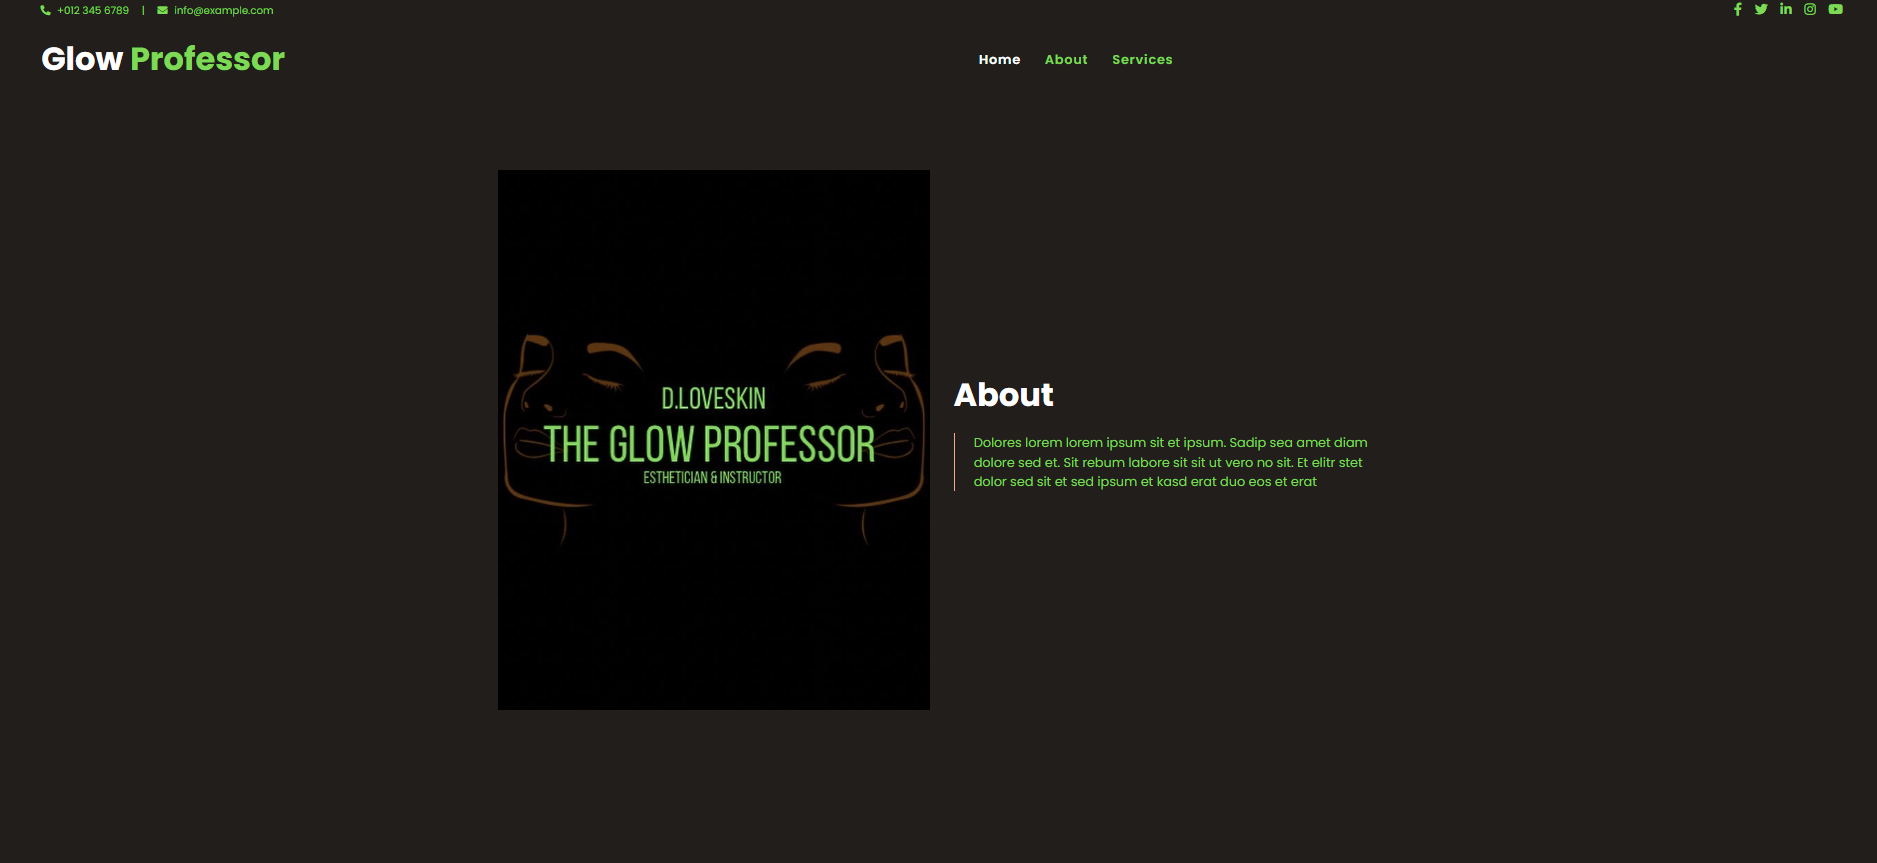 +012 345 6789 | info@example.com
Glow Professor
Home About Services
D.LOVESKIN
THE GLOW PROFESSOR
ESTHETICIAN & INSTRUCTOR
About
Dolores lorem lorem ipsum sit et ipsum. Sadip sea amet diam
dolore sed et. Sit rebum labore sit sit ut vero no sit. Et elitr stet
dolor sed sit et sed ipsum et kasd erat duo eos et erat